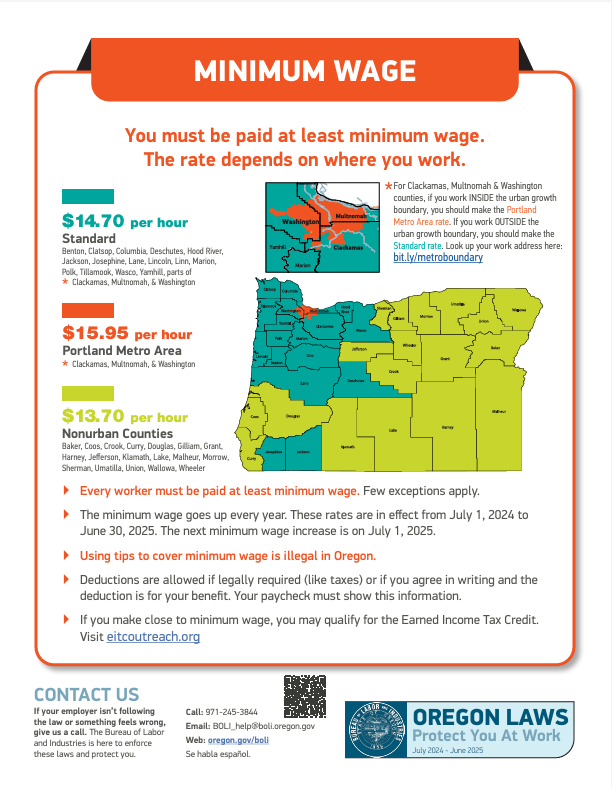 MINIMUM WAGE
You must be paid at least minimum wage.
The rate depends on where you work.
$14.70 per hour
Standard
Benton, Clatsop, Columbia, Deschutes, Hood River,
Jackson, Josephine, Lane, Lincoln, Linn, Marion,
Polk, Tillamook, Wasco, Yamhill, parts of
* Clackamas, Multnomah & Washington
$15.95 per hour
Portland Metro Area
* Clackamas, Multnomah, & Washington
$13.70 per hour
Nonurban Counties
Baker, Coos, Crook, Curry, Douglas, Gilliam, Grant,
Harney, Jefferson, Klamath, Lake, Malheur, Morrow,
Sherman, Umatilla, Union, Wallowa, Wheeler
Washington
Multnomah
Clackamas
Yamhill
Marion
*For Clackamas, Multnomah & Washington
counties, if you work INSIDE the urban growth
boundary, you should make the Portland
Metro Area rate. If you work OUTSIDE the
urban growth boundary, you should make the
Standard rate. Look up your work address here:
bit.ly/metroboundary
Clatsop
Columbia
Washington
Yamhill
Clackamas
Polk
Marion
Lincoln
Linn
Lane
Jefferson
Deschutes
Crook
Sherman
Gilliam
Morrow
Umatilla
Union
Wallowa
Baker
Wheeler
Grant
Coos
Douglas
Curry
Josephine
Jackson
Klamath
Lake
Harney
Malheur
Every worker must be paid at least minimum wage. Few exceptions apply.
The minimum wage goes up every year. These rates are in effect from July 1, 2024 to
June 30, 2025. The next minimum wage increase is on July 1, 2025.
Using tips to cover minimum wage is illegal in Oregon.
Deductions are allowed if legally required (like taxes) or if you agree in writing and the
deduction is for your benefit. Your paycheck must show this information.
If you make close to minimum wage, you may qualify for the Earned Income Tax Credit.
Visit eitcoutreach.org
CONTACT US
If your employer isn't following
the law or something feels wrong,
give us a call. The Bureau of Labor
and Industries is here to enforce
these laws and protect you.
Call: 971-245-3844
Email: BOLI_help@boli.oregon.gov
Web: oregon.gov/boli
Se habla español.
BUREAU OF LABOR AND INDUSTRIES
OREGON LAWS
Protect You At Work
July 2024 - June 2025